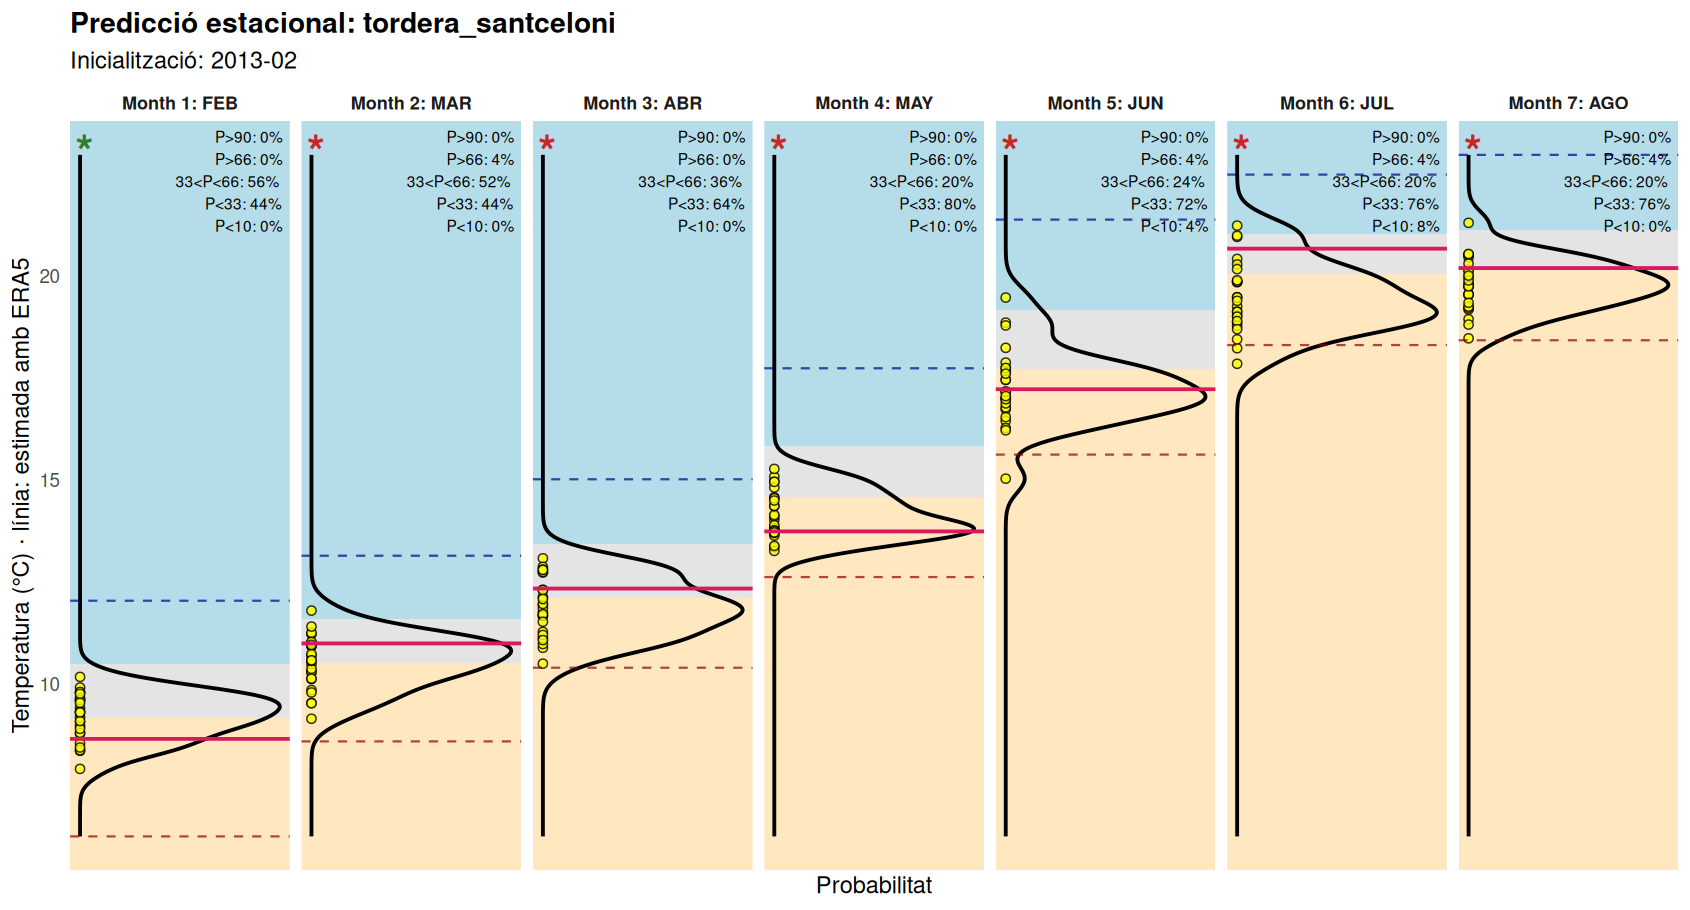 Predicció estacional: tordera_santceloni
Inicialització: 2013-02
Month 1: FEB
Month 2: MAR
Month 3: ABR
Month 4: MAY
Month 5: JUN
Month 6: JUL
Month 7: AGO
*
P>90: 0%
P>66: 0%
33<P<66: 56%
P<33: 44%
P<10: 0%
*
P>90: 0%
P>66: 4%
33<P<66: 52%
P<33: 44%
P<10: 0%
*
P>90: 0%
P>66: 0%
33<P<66: 36%
P<33: 64%
P<10: 0%
*
P>90: 0%
P>66: 0%
33<P<66: 20%
P<33: 80%
P<10: 0%
*
P>90: 0%
P>66: 4%
33<P<66: 24%
P<33: 72%
P<10: 4%
*
P>90: 0%
P>66: 4%
33<P<66: 20%
P<33: 76%
P<10: 8%
*
P>90: 0%
P>66: 4%
33<P<66: 20%
P<33: 76%
P<10: 0%
Temperatura (°C) · línia: estimada amb ERA5
20
15
10
Probabilitat